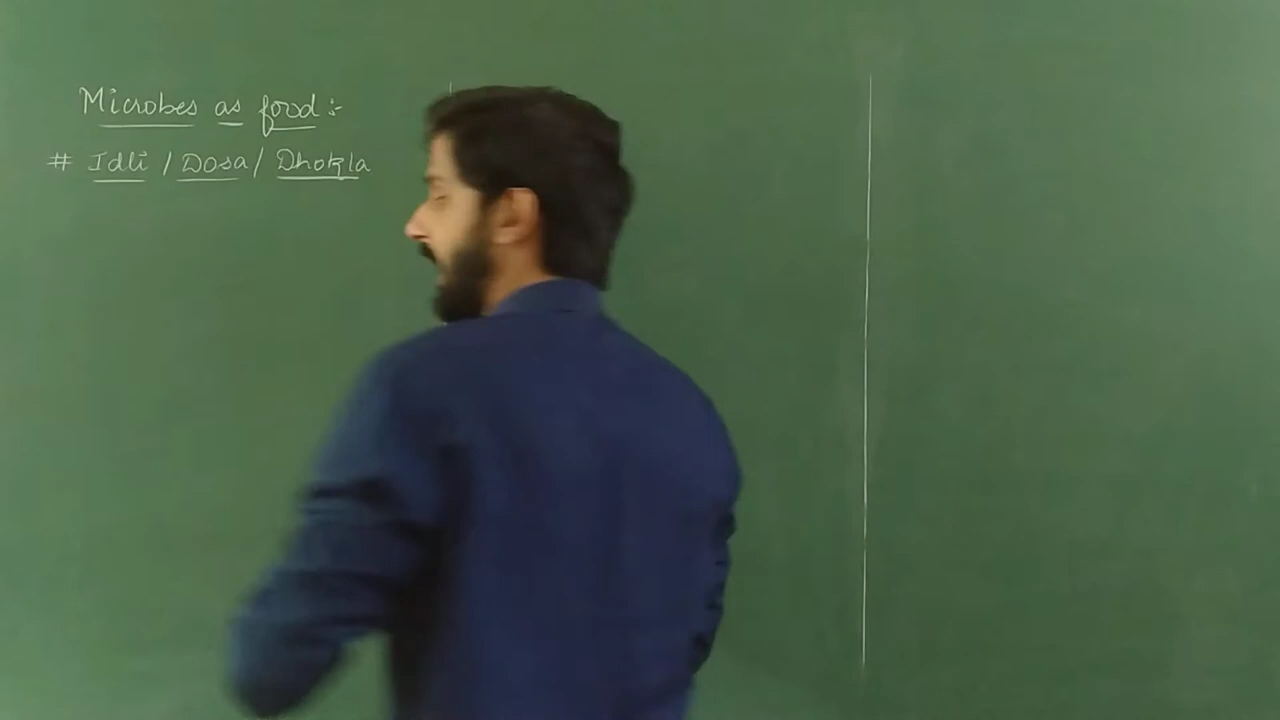 Microbes as food :-
# Idli / Dosa / Dhokla